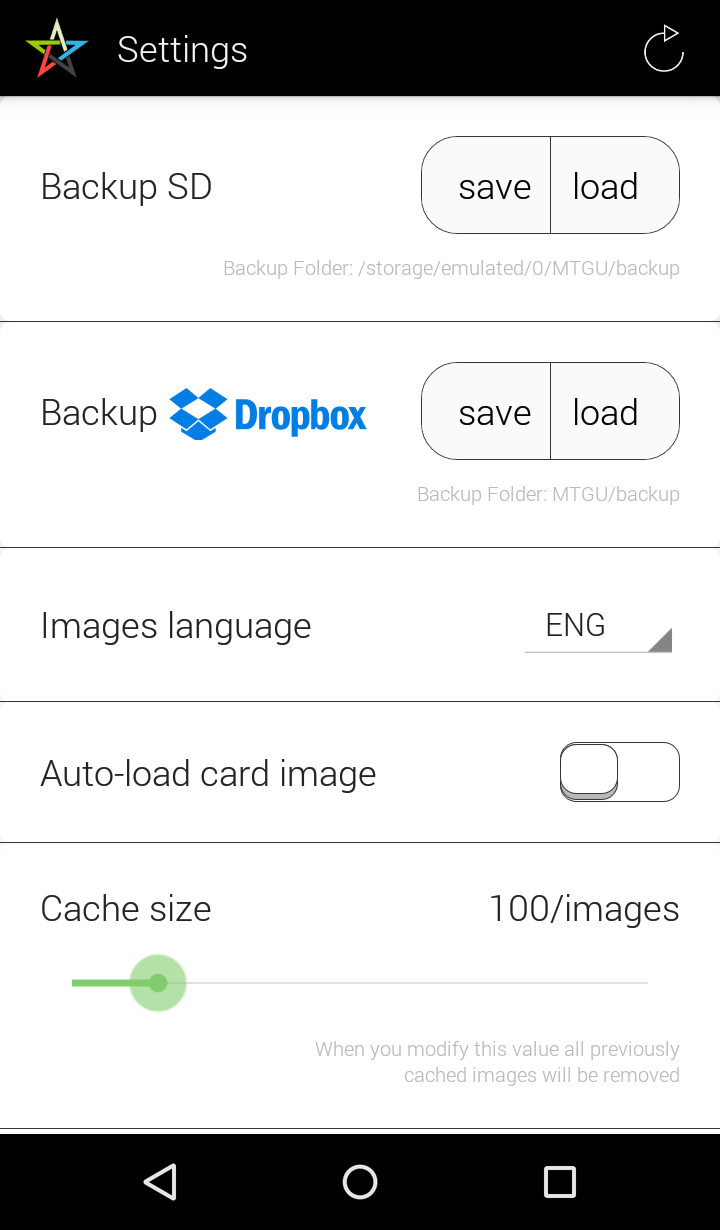 Settings
Backup SD
save load
Backup Folder: /storage/emulated/0/MTGU/backup
Backup Dropbox
save load
Backup Folder: MTGU/backup
Images language
ENG
Auto-load card image
Cache size
100/images
When you modify this value all previously
cached images will be removed